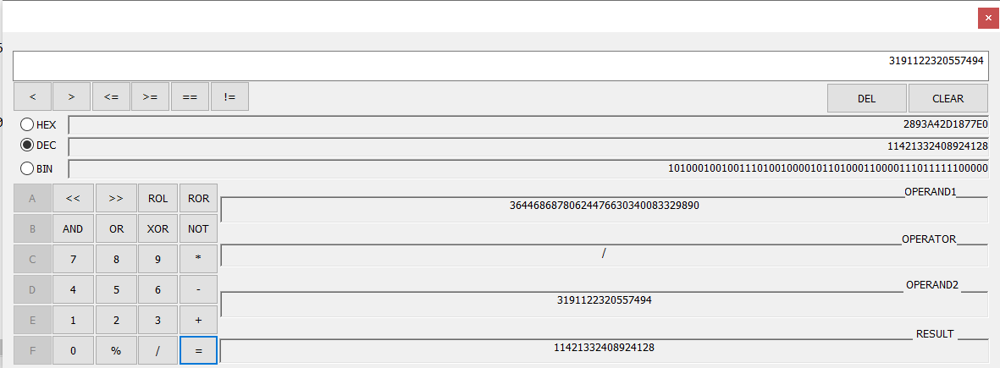 ×
3191122320557494
< > <= >= == != DEL CLEAR
HEX 2893A42D1877E0
DEC 11421332408924128
BIN 101000100100111010010000101101000110000111011111100000
OPERAND1
A << >> ROL ROR
36446868780624476630340083329890
B AND OR XOR NOT
OPERATOR
C 7 8 9 * /
D 4 5 6 - OPERAND2
3191122320557494
E 1 2 3 +
RESULT
F 0 % / = 11421332408924128